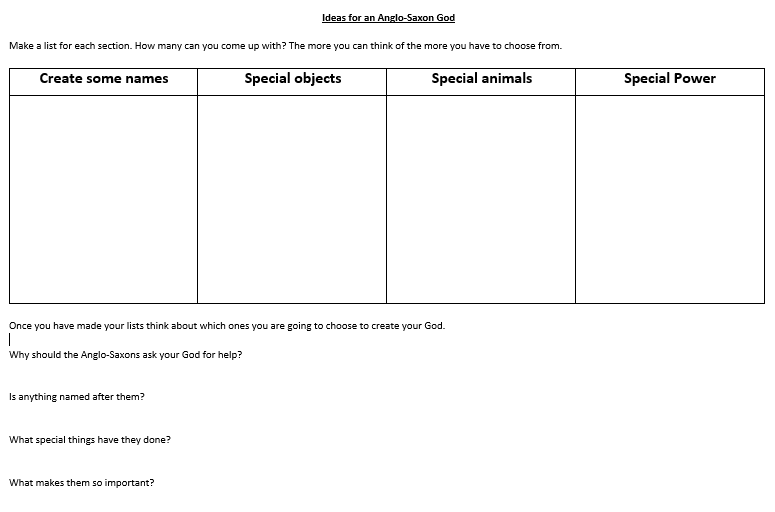 Ideas for an Anglo-Saxon God
Make a list for each section. How many can you come up with? The more you can think of the more you have to choose from.
Create some names
Special objects
Special animals
Special Power
Once you have made your lists think about which ones you are going to choose to create your God.
Why should the Anglo-Saxons ask your God for help?
Is anything named after them?
What special things have they done?
What makes them so important?